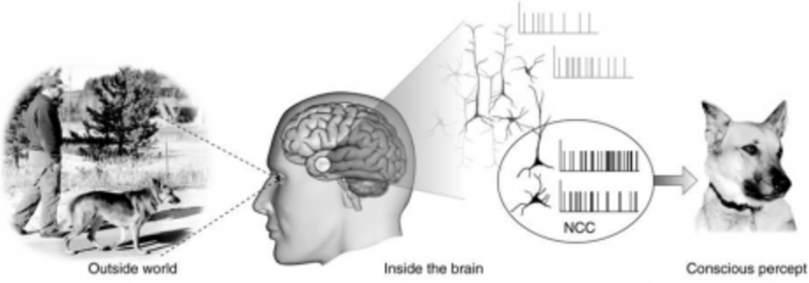 NCC
Outside world
Inside the brain
Conscious percept